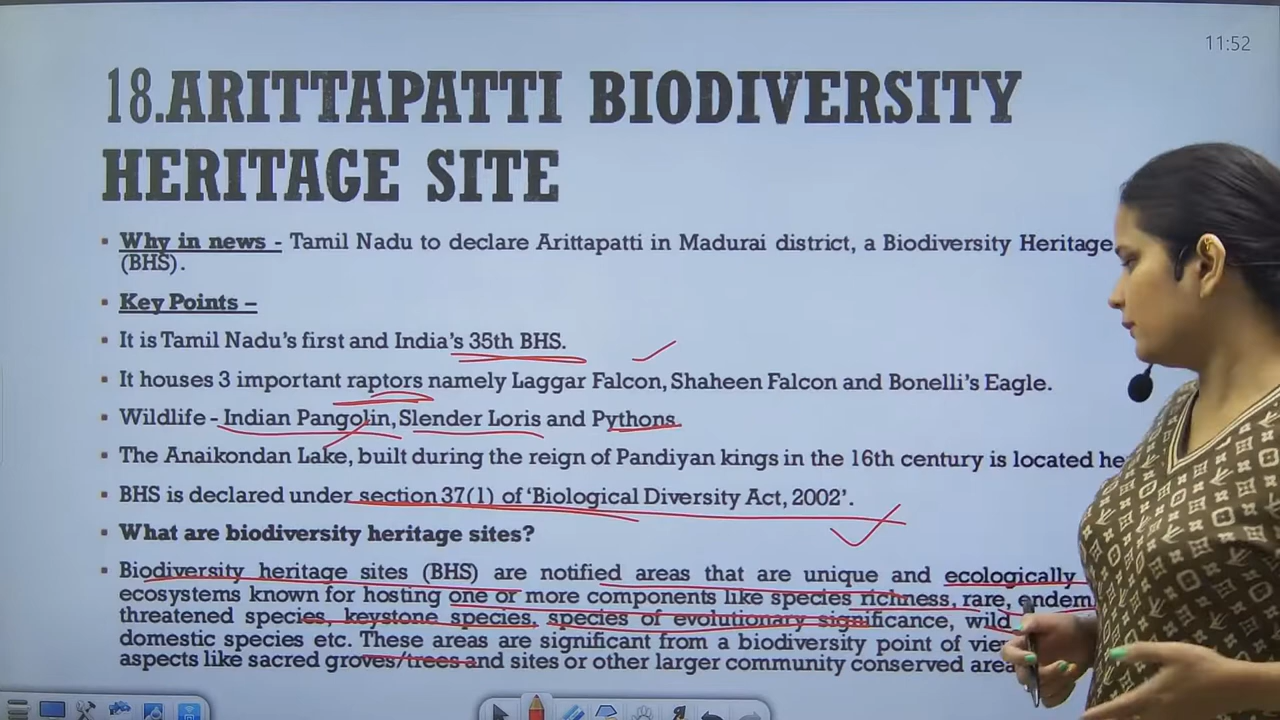 11:52
18.ARITTAPATTI BIODIVERSITY
HERITAGE SITE
▪ Why in news - Tamil Nadu to declare Arittapatti in Madurai district, a Biodiversity Heritage
(BHS).
▪ Key Points –
▪ It is Tamil Nadu's first and India's 35th BHS.
▪ It houses 3 important raptors namely Laggar Falcon, Shaheen Falcon and Bonelli's Eagle.
▪ Wildlife - Indian Pangolin, Slender Loris and Pythons.
▪ The Anaikondan Lake, built during the reign of Pandiyan kings in the 16th century is located he
▪ BHS is declared under section 37(1) of 'Biological Diversity Act, 2002'.
▪ What are biodiversity heritage sites?
▪ Biodiversity heritage sites (BHS) are notified areas that are unique and ecologically
ecosystems known for hosting one or more components like species richness, rare, endem
threatened species, keystone species, species of evolutionary significance, wild
domestic species etc. These areas are significant from a biodiversity point of vie
aspects like sacred groves/trees and sites or other larger community conserved area